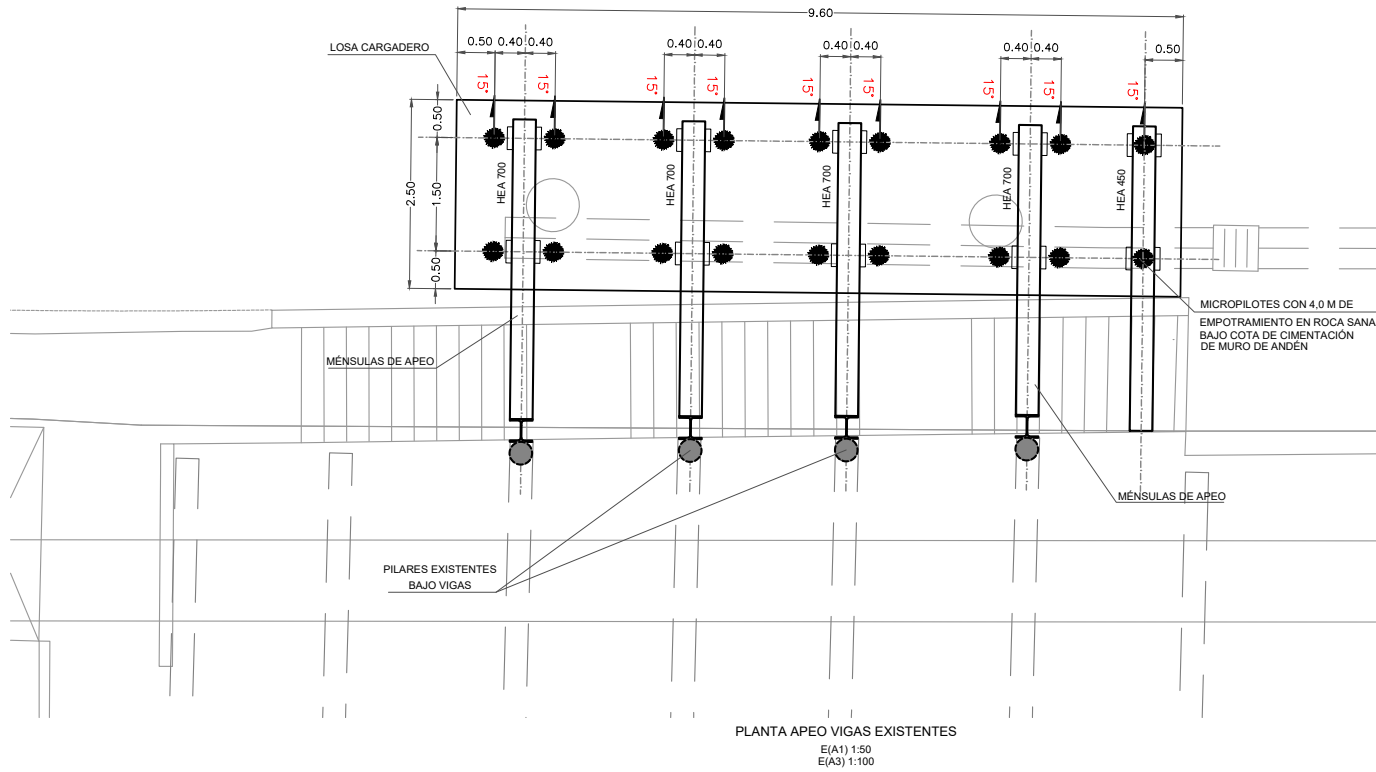 9.60
LOSA CARGADERO
0.50 0.40 0.40
0.40 0.40
0.40 0.40
0.40 0.40
0.50
15°
15°
15°
15°
15°
15°
15°
15°
15°
0.50
2.50
1.50
0.50
HEA 700
HEA 700
HEA 700
HEA 700
HEA 450
MICROPILOTES CON 4,0 M DE
EMPOTRAMIENTO EN ROCA SANA
BAJO COTA DE CIMENTACIÓN
DE MURO DE ANDÉN
MÉNSULAS DE APEO
MÉNSULAS DE APEO
PILARES EXISTENTES
BAJO VIGAS
PLANTA APEO VIGAS EXISTENTES
E(A1) 1:50
E(A3) 1:100